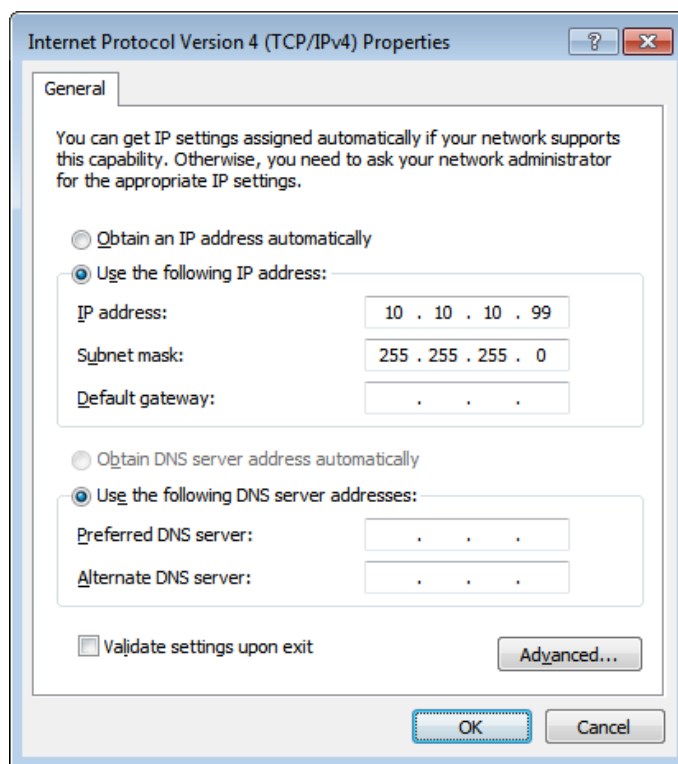 Internet Protocol Version 4 (TCP/IPv4) Properties
General
You can get IP settings assigned automatically if your network supports
this capability. Otherwise, you need to ask your network administrator
for the appropriate IP settings.
Obtain an IP address automatically
Use the following IP address:
IP address: 10 . 10 . 10 . 99
Subnet mask: 255 . 255 . 255 . 0
Default gateway: . . .
Obtain DNS server address automatically
Use the following DNS server addresses:
Preferred DNS server: . . .
Alternate DNS server: . . .
Validate settings upon exit
Advanced...
OK Cancel